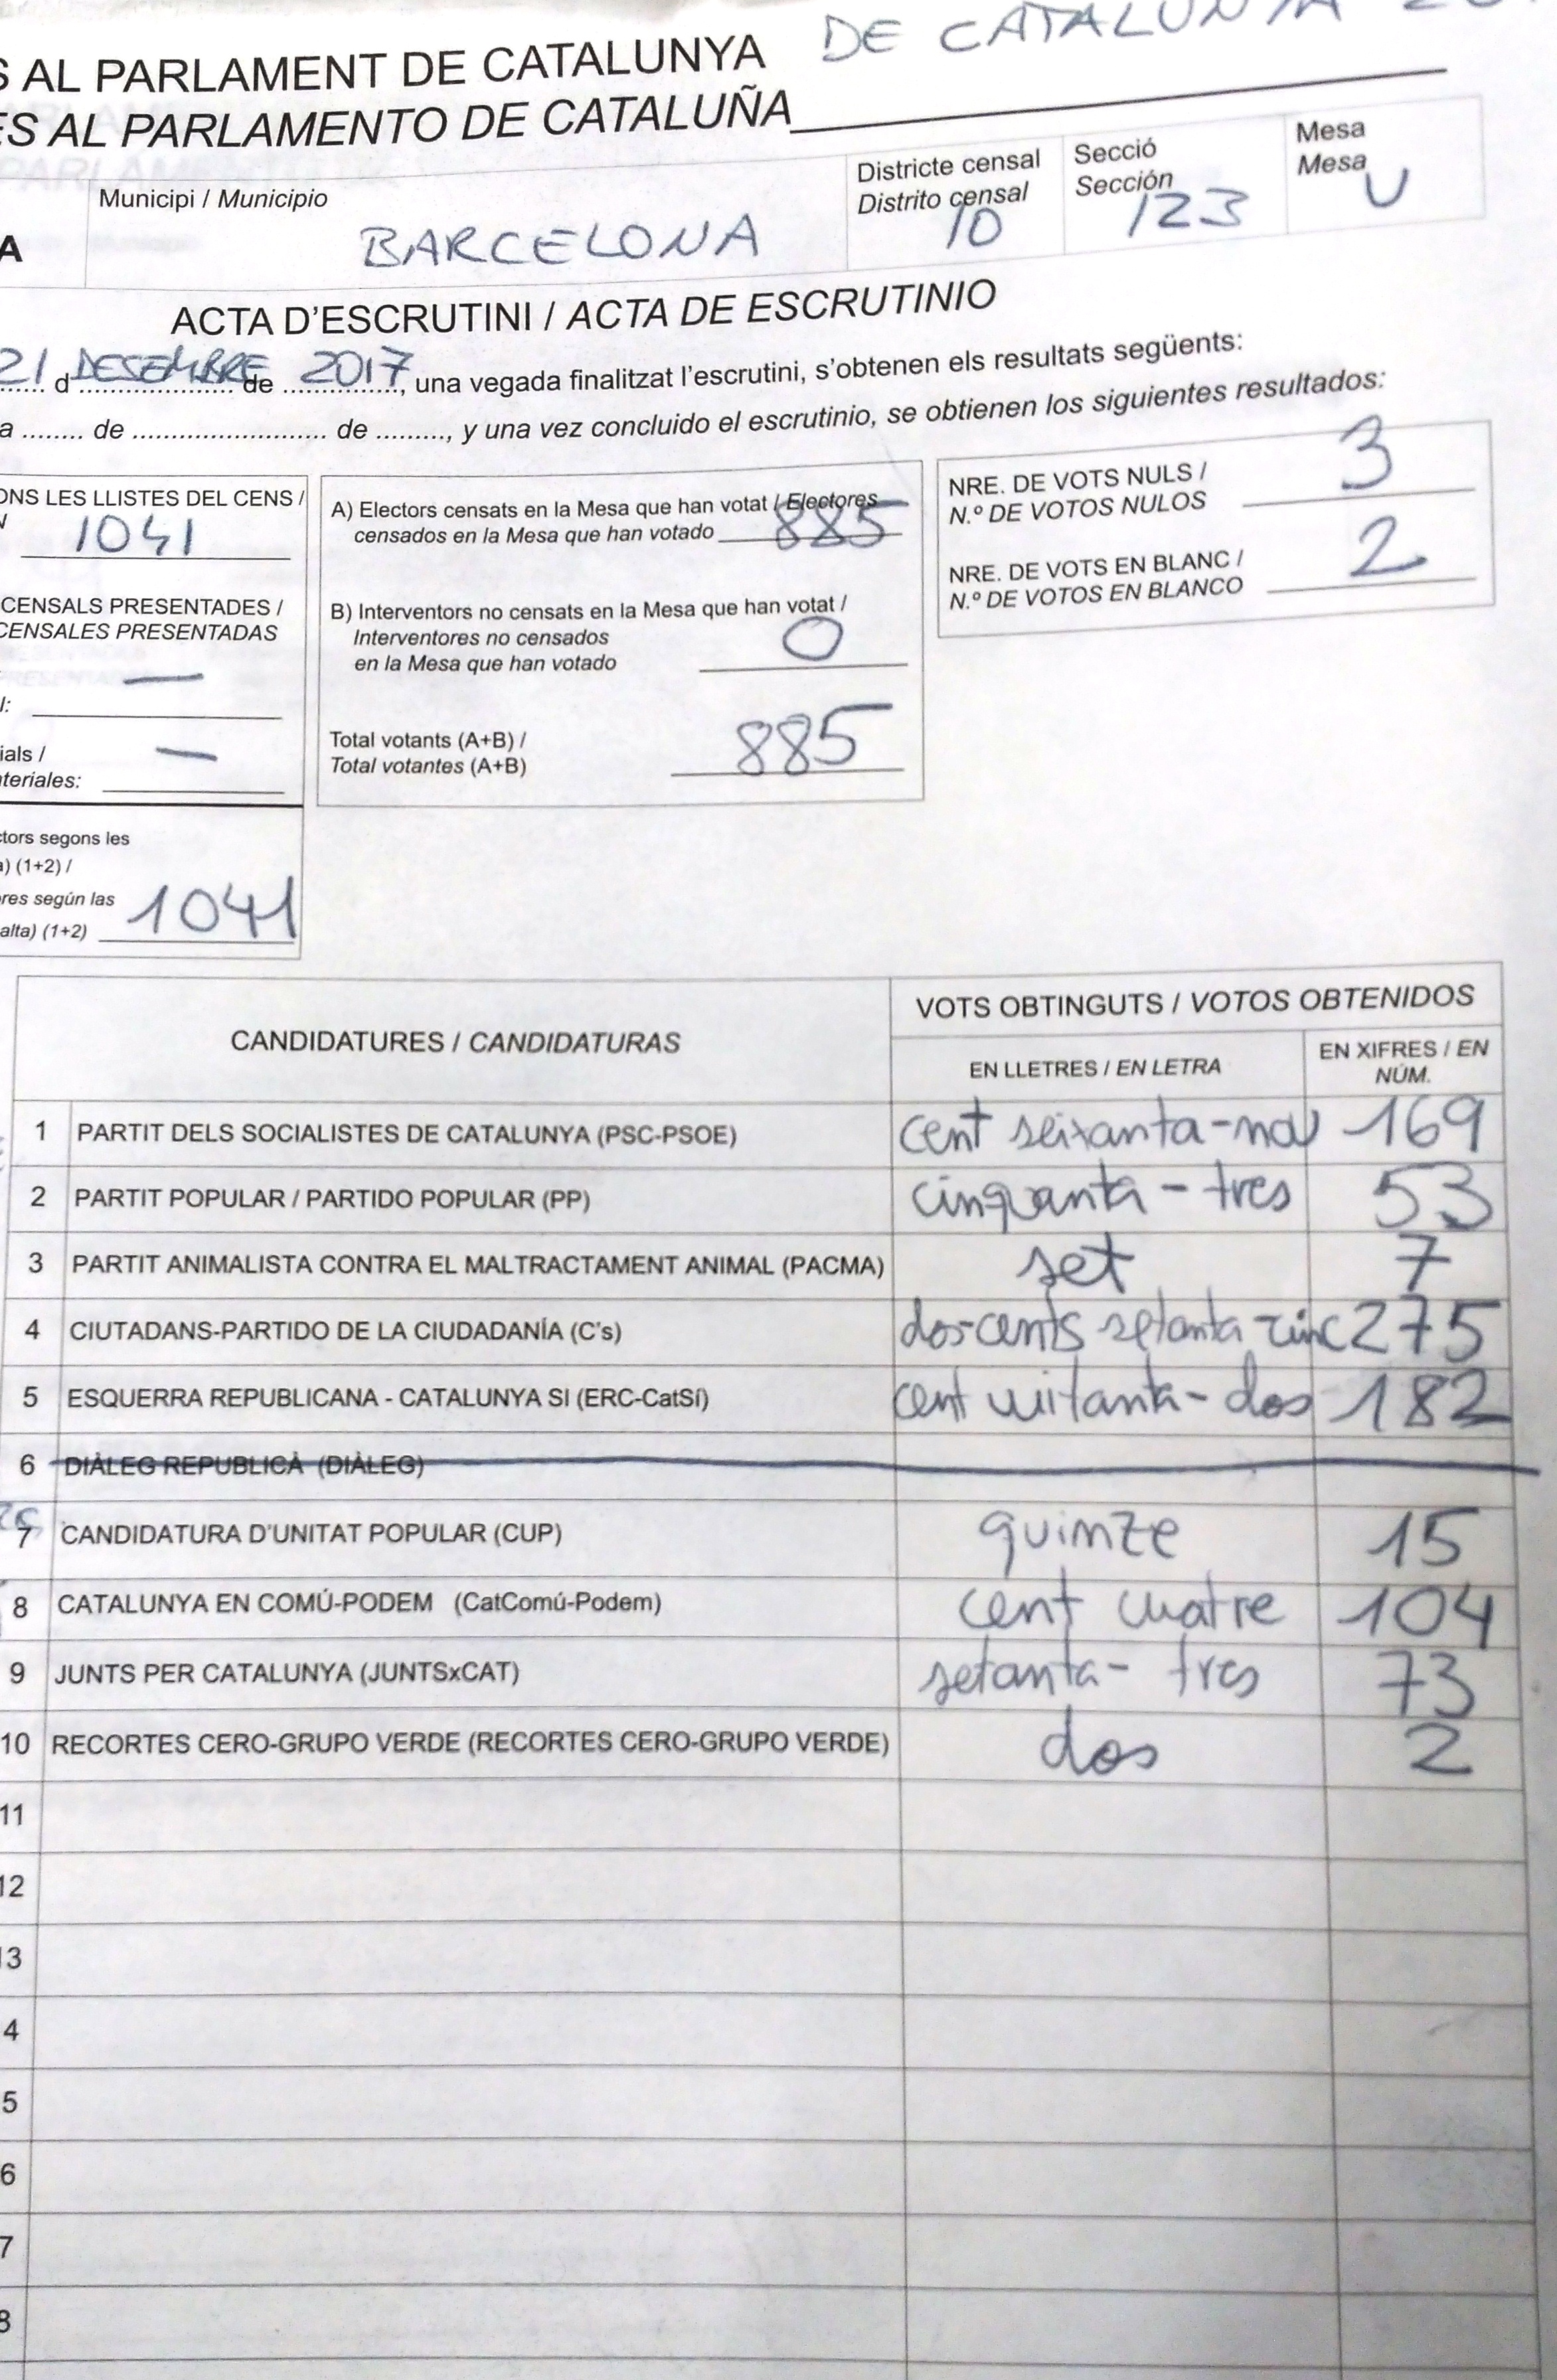 DE CATALUNYA
S AL PARLAMENT DE CATALUNYA
ES AL PARLAMENTO DE CATALUÑA
Municipi / Municipio
BARCELONA
Districte censal
Distrito censal
10
Secció
Sección
123
Mesa
Mesa
U
A
ACTA D'ESCRUTINI / ACTA DE ESCRUTINIO
21 d DESEMBRE de 2017, una vegada finalitzat l'escrutini, s'obtenen els resultats següents:
a ........ de ......................... de ........., y una vez concluido el escrutinio, se obtienen los siguientes resultados:
ONS LES LLISTES DEL CENS /
1041
CENSALS PRESENTADES /
CENSALES PRESENTADAS
—
l:
ials /
—
teriales:
ctors segons les
a) (1+2) /
res según las
alta) (1+2) 1041
A) Electors censats en la Mesa que han votat / Electores
censados en la Mesa que han votado 885
B) Interventors no censats en la Mesa que han votat /
Interventores no censados
en la Mesa que han votado 0
Total votants (A+B) /
Total votantes (A+B) 885
NRE. DE VOTS NULS /
N.º DE VOTOS NULOS 3
NRE. DE VOTS EN BLANC /
N.º DE VOTOS EN BLANCO 2
CANDIDATURES / CANDIDATURAS
VOTS OBTINGUTS / VOTOS OBTENIDOS
EN LLETRES / EN LETRA
EN XIFRES / EN NÚM.
1 PARTIT DELS SOCIALISTES DE CATALUNYA (PSC-PSOE) cent seixanta-nou 169
2 PARTIT POPULAR / PARTIDO POPULAR (PP) cinquanta-tres 53
3 PARTIT ANIMALISTA CONTRA EL MALTRACTAMENT ANIMAL (PACMA) set 7
4 CIUTADANS-PARTIDO DE LA CIUDADANÍA (C's) dos-cents setanta-cinc 275
5 ESQUERRA REPUBLICANA - CATALUNYA SI (ERC-CatSí) cent uitanta-dos 182
6 DIÀLEG REPUBLICÀ (DIÀLEG)
7 CANDIDATURA D'UNITAT POPULAR (CUP) quinze 15
8 CATALUNYA EN COMÚ-PODEM (CatComú-Podem) cent cuatre 104
9 JUNTS PER CATALUNYA (JUNTSxCAT) setanta-tres 73
10 RECORTES CERO-GRUPO VERDE (RECORTES CERO-GRUPO VERDE) dos 2
11
12
13
4
5
6
7
8